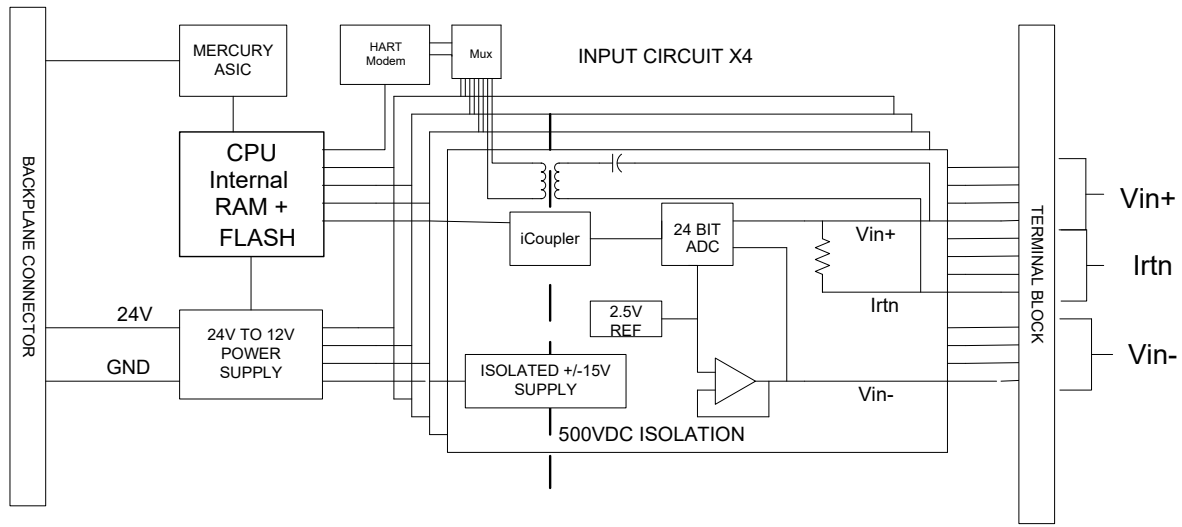 BACKPLANE CONNECTOR
MERCURY
ASIC
HART
Modem
Mux
INPUT CIRCUIT X4
CPU
Internal
RAM +
FLASH
iCoupler
24 BIT
ADC
Vin+
Irtn
2.5V
REF
24V
GND
24V TO 12V
POWER
SUPPLY
ISOLATED +/-15V
SUPPLY
Vin-
500VDC ISOLATION
TERMINAL BLOCK
Vin+
Irtn
Vin-